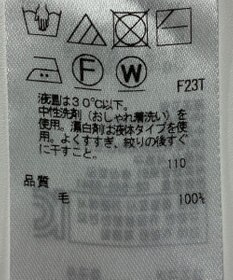 F W
F23T
液温は30℃以下。
中性洗剤（おしゃれ着洗い）を
使用。漂白剤は液体タイプを使
用。よくすすぎ、絞りの後すぐ
に干すこと。
110
品質
毛 100%